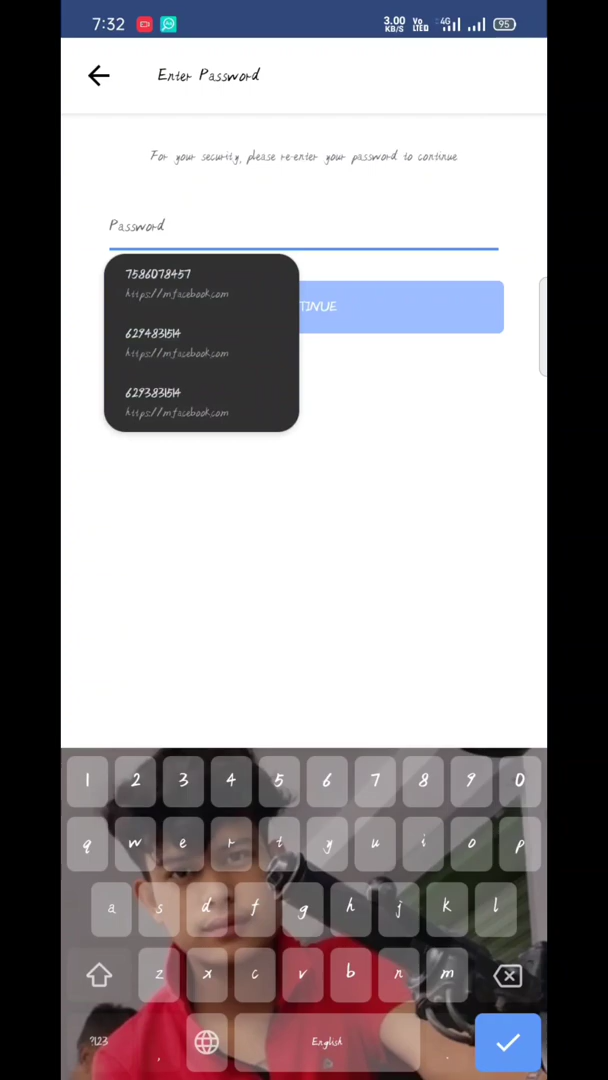 7:32 3.00 KB/S Vo LTED 4G 95
Enter Password
For your security, please re-enter your password to continue
Password
7586078457
https://m.facebook.com
TINUE
6294831514
https://m.facebook.com
6293831514
https://m.facebook.com
1 2 3 4 5 6 7 8 9 0
q w e r t y u i o p
a s d f g h j k l
z x c v b n m
?123 , English .